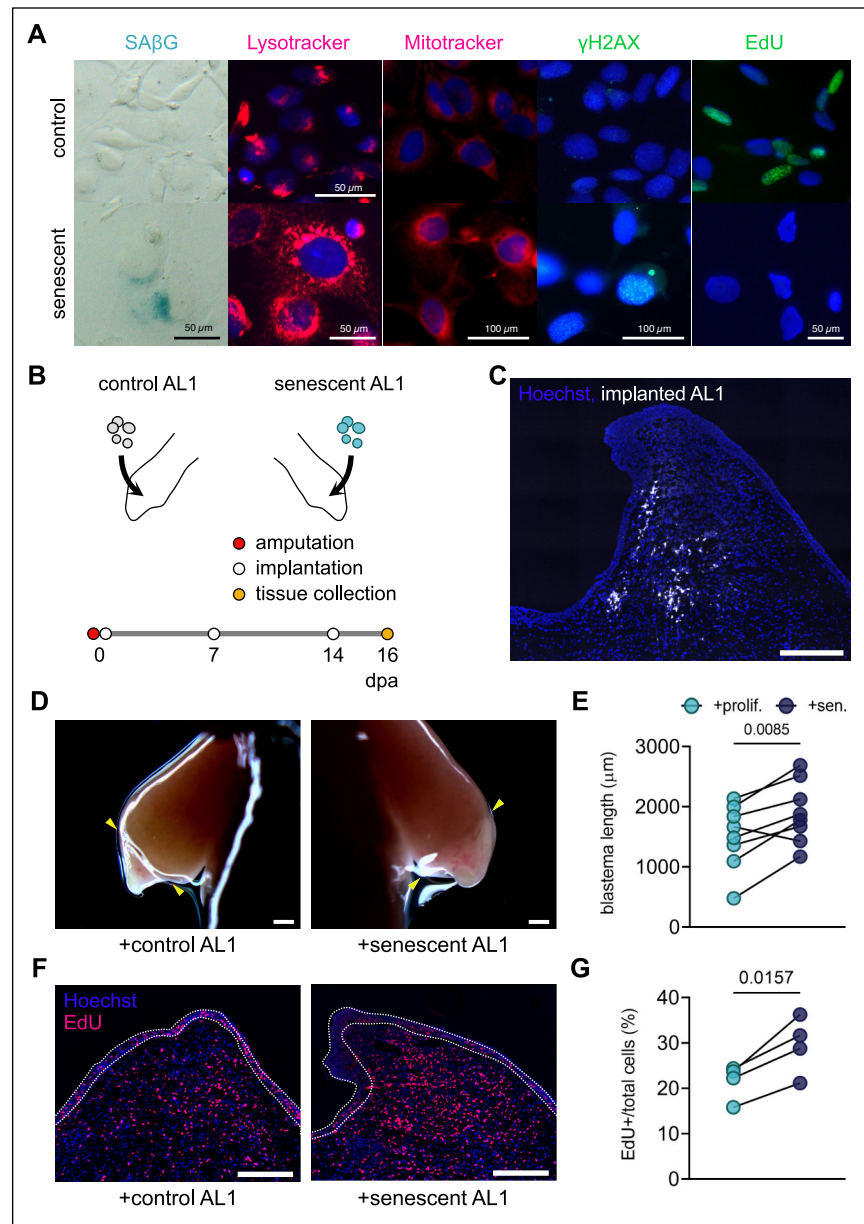 A
SAβG Lysotracker Mitotracker γH2AX EdU
control
50 µm
senescent
50 µm 50 µm 100 µm 100 µm 50 µm
B
control AL1 senescent AL1
amputation
implantation
tissue collection
0 7 14 16
dpa
C
Hoechst, implanted AL1
D
+control AL1 +senescent AL1
E
+prolif. +sen.
0.0085
3000
2000
1000
0
blastema length (µm)
F
Hoechst
EdU
+control AL1 +senescent AL1
G
0.0157
40
30
20
10
0
EdU+/total cells (%)